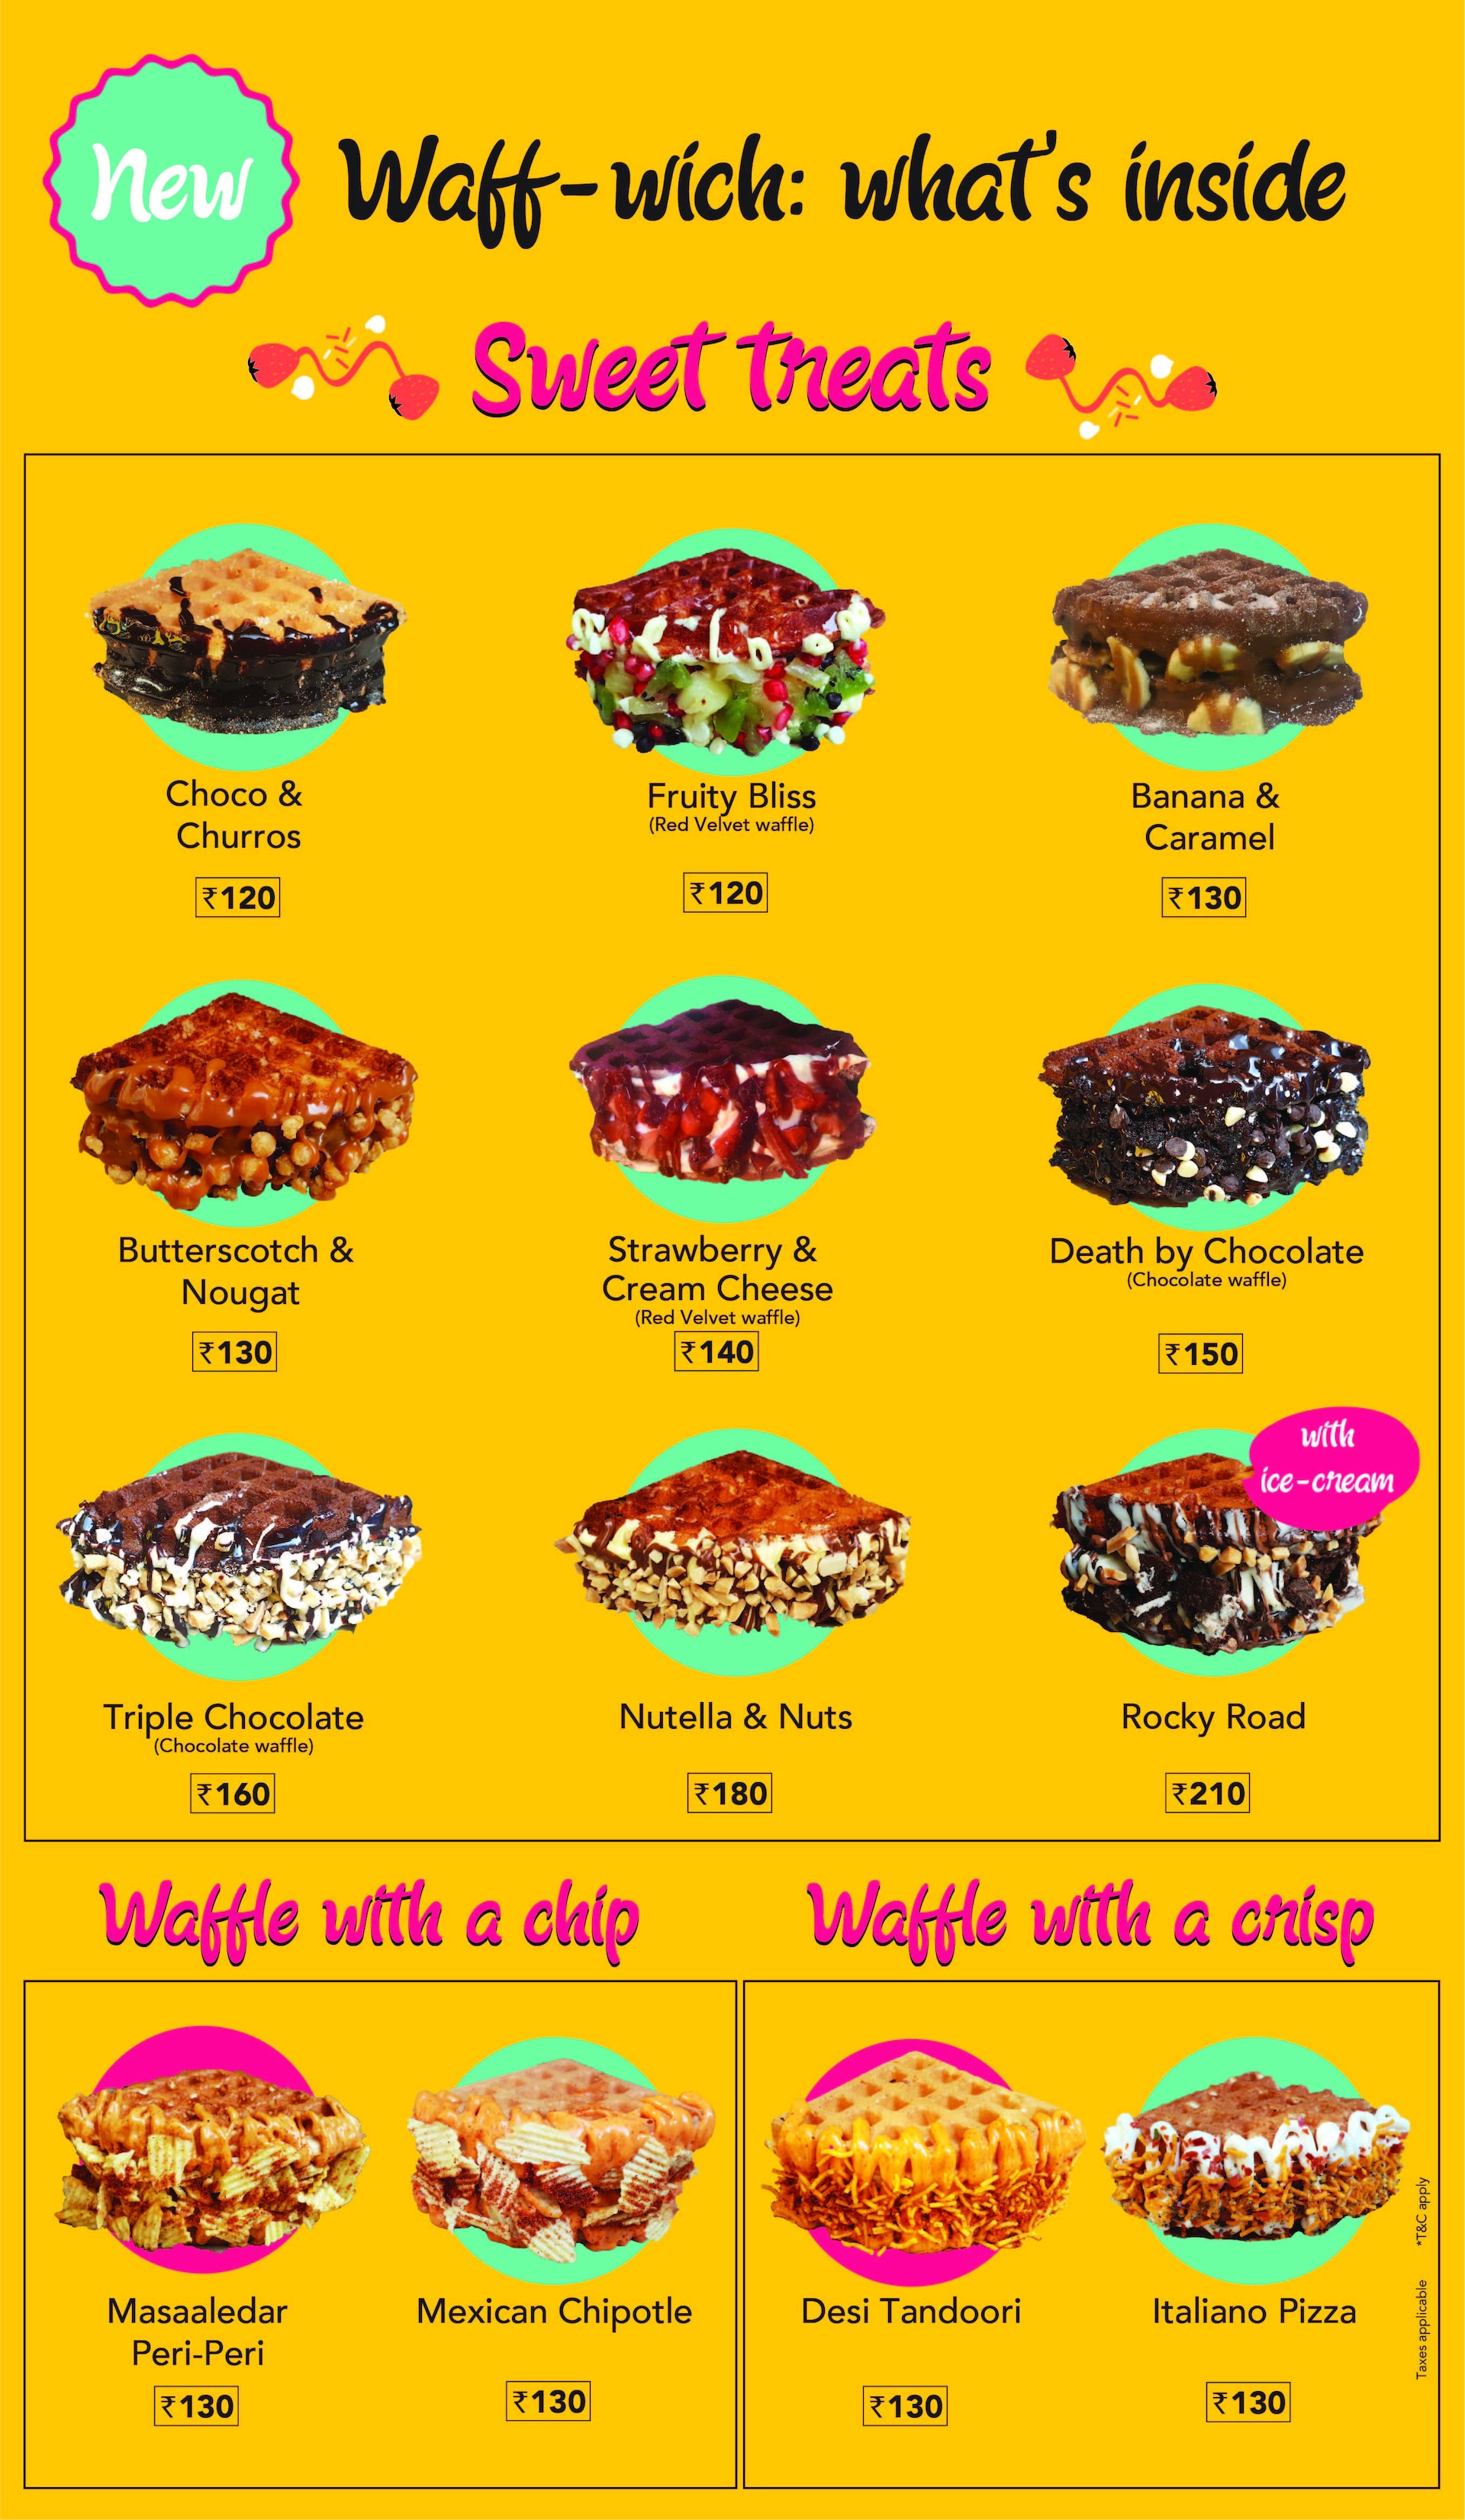 New
Waff-wich: what's inside
Sweet treats
Choco &
Churros
₹120
Fruity Bliss
(Red Velvet waffle)
₹120
Banana &
Caramel
₹130
Butterscotch &
Nougat
₹130
Strawberry &
Cream Cheese
(Red Velvet waffle)
₹140
Death by Chocolate
(Chocolate waffle)
₹150
Triple Chocolate
(Chocolate waffle)
₹160
Nutella & Nuts
₹180
with
ice-cream
Rocky Road
₹210
Waffle with a chip
Masaaledar
Peri-Peri
₹130
Mexican Chipotle
₹130
Waffle with a crisp
Desi Tandoori
₹130
Italiano Pizza
₹130
Taxes applicable *T&C apply